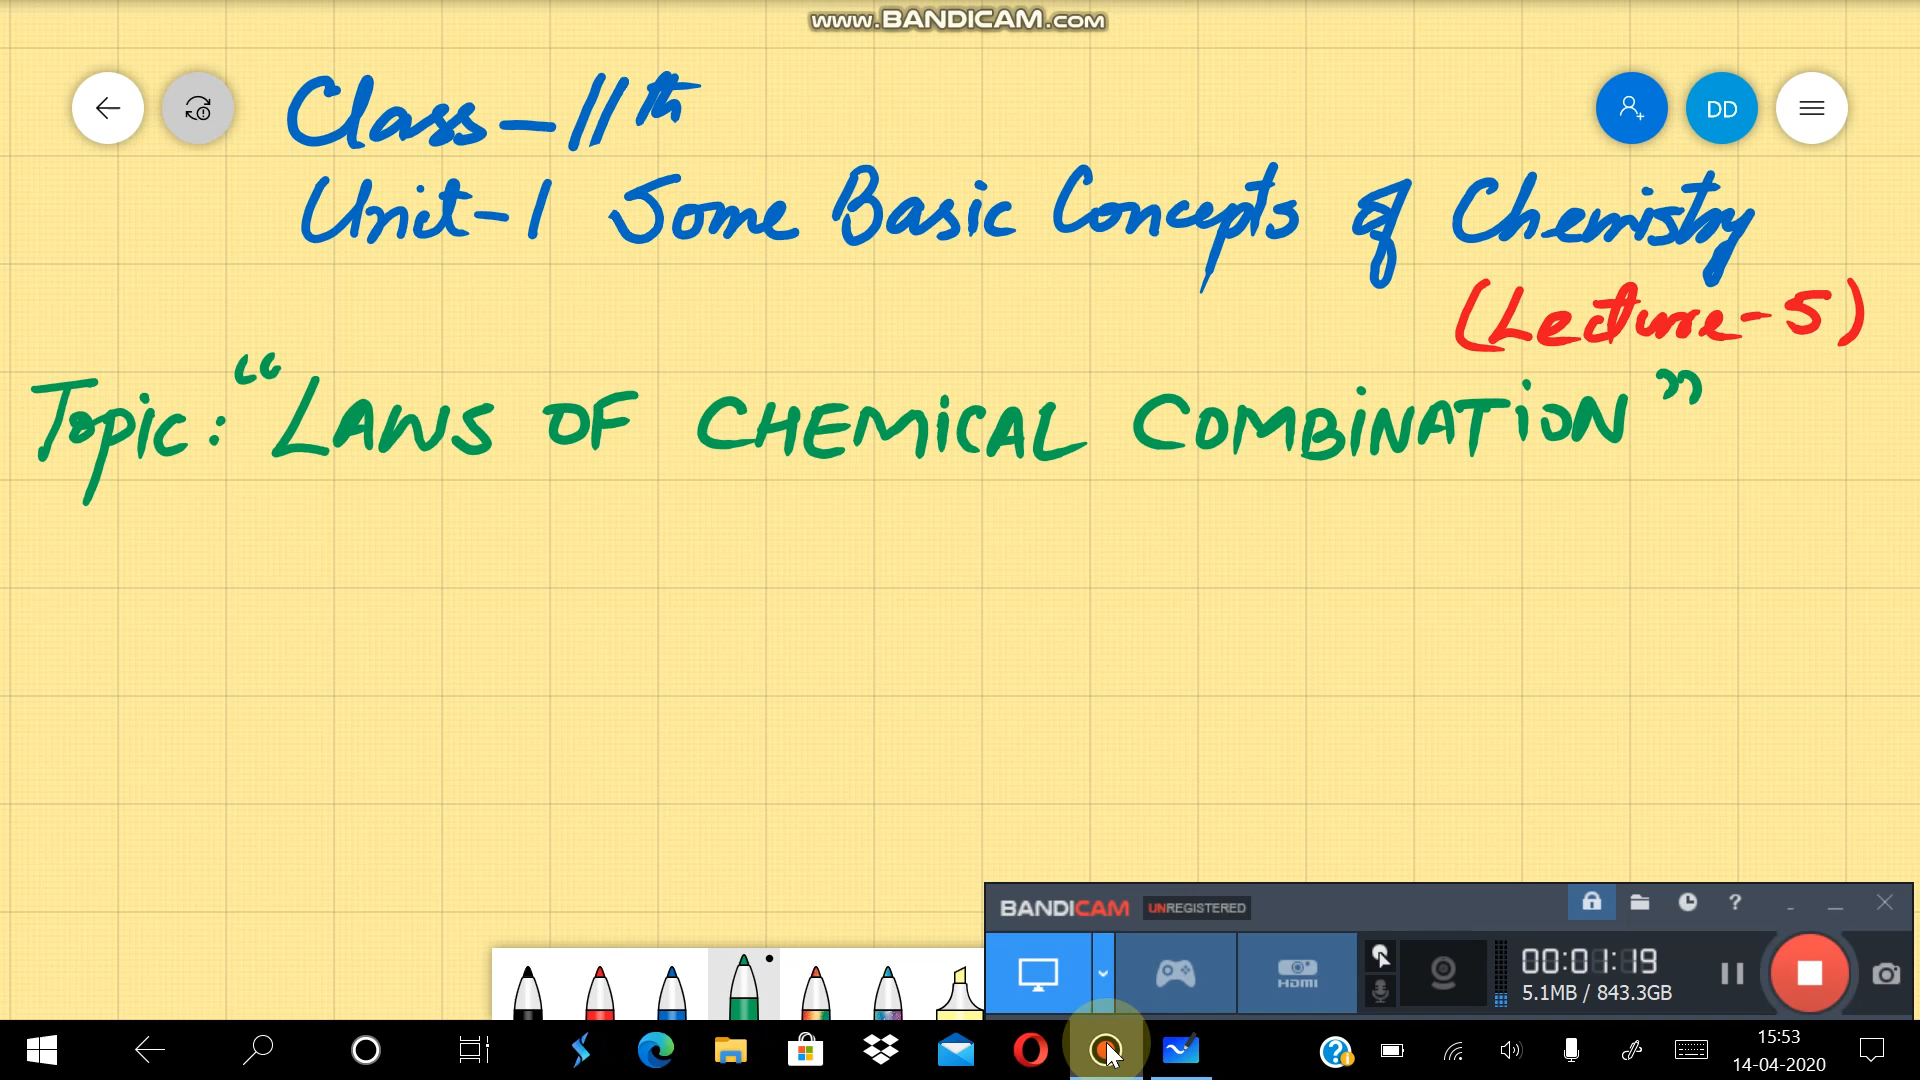 www.BANDICAM.com
Class-11th
DD
Unit-1 Some Basic Concepts of Chemistry
(Lecture-5)
Topic: "LAWS OF CHEMICAL COMBINATION"
BANDICAM UNREGISTERED
?
HDMI
00:01:19
5.1MB / 843.3GB
15:53
14-04-2020